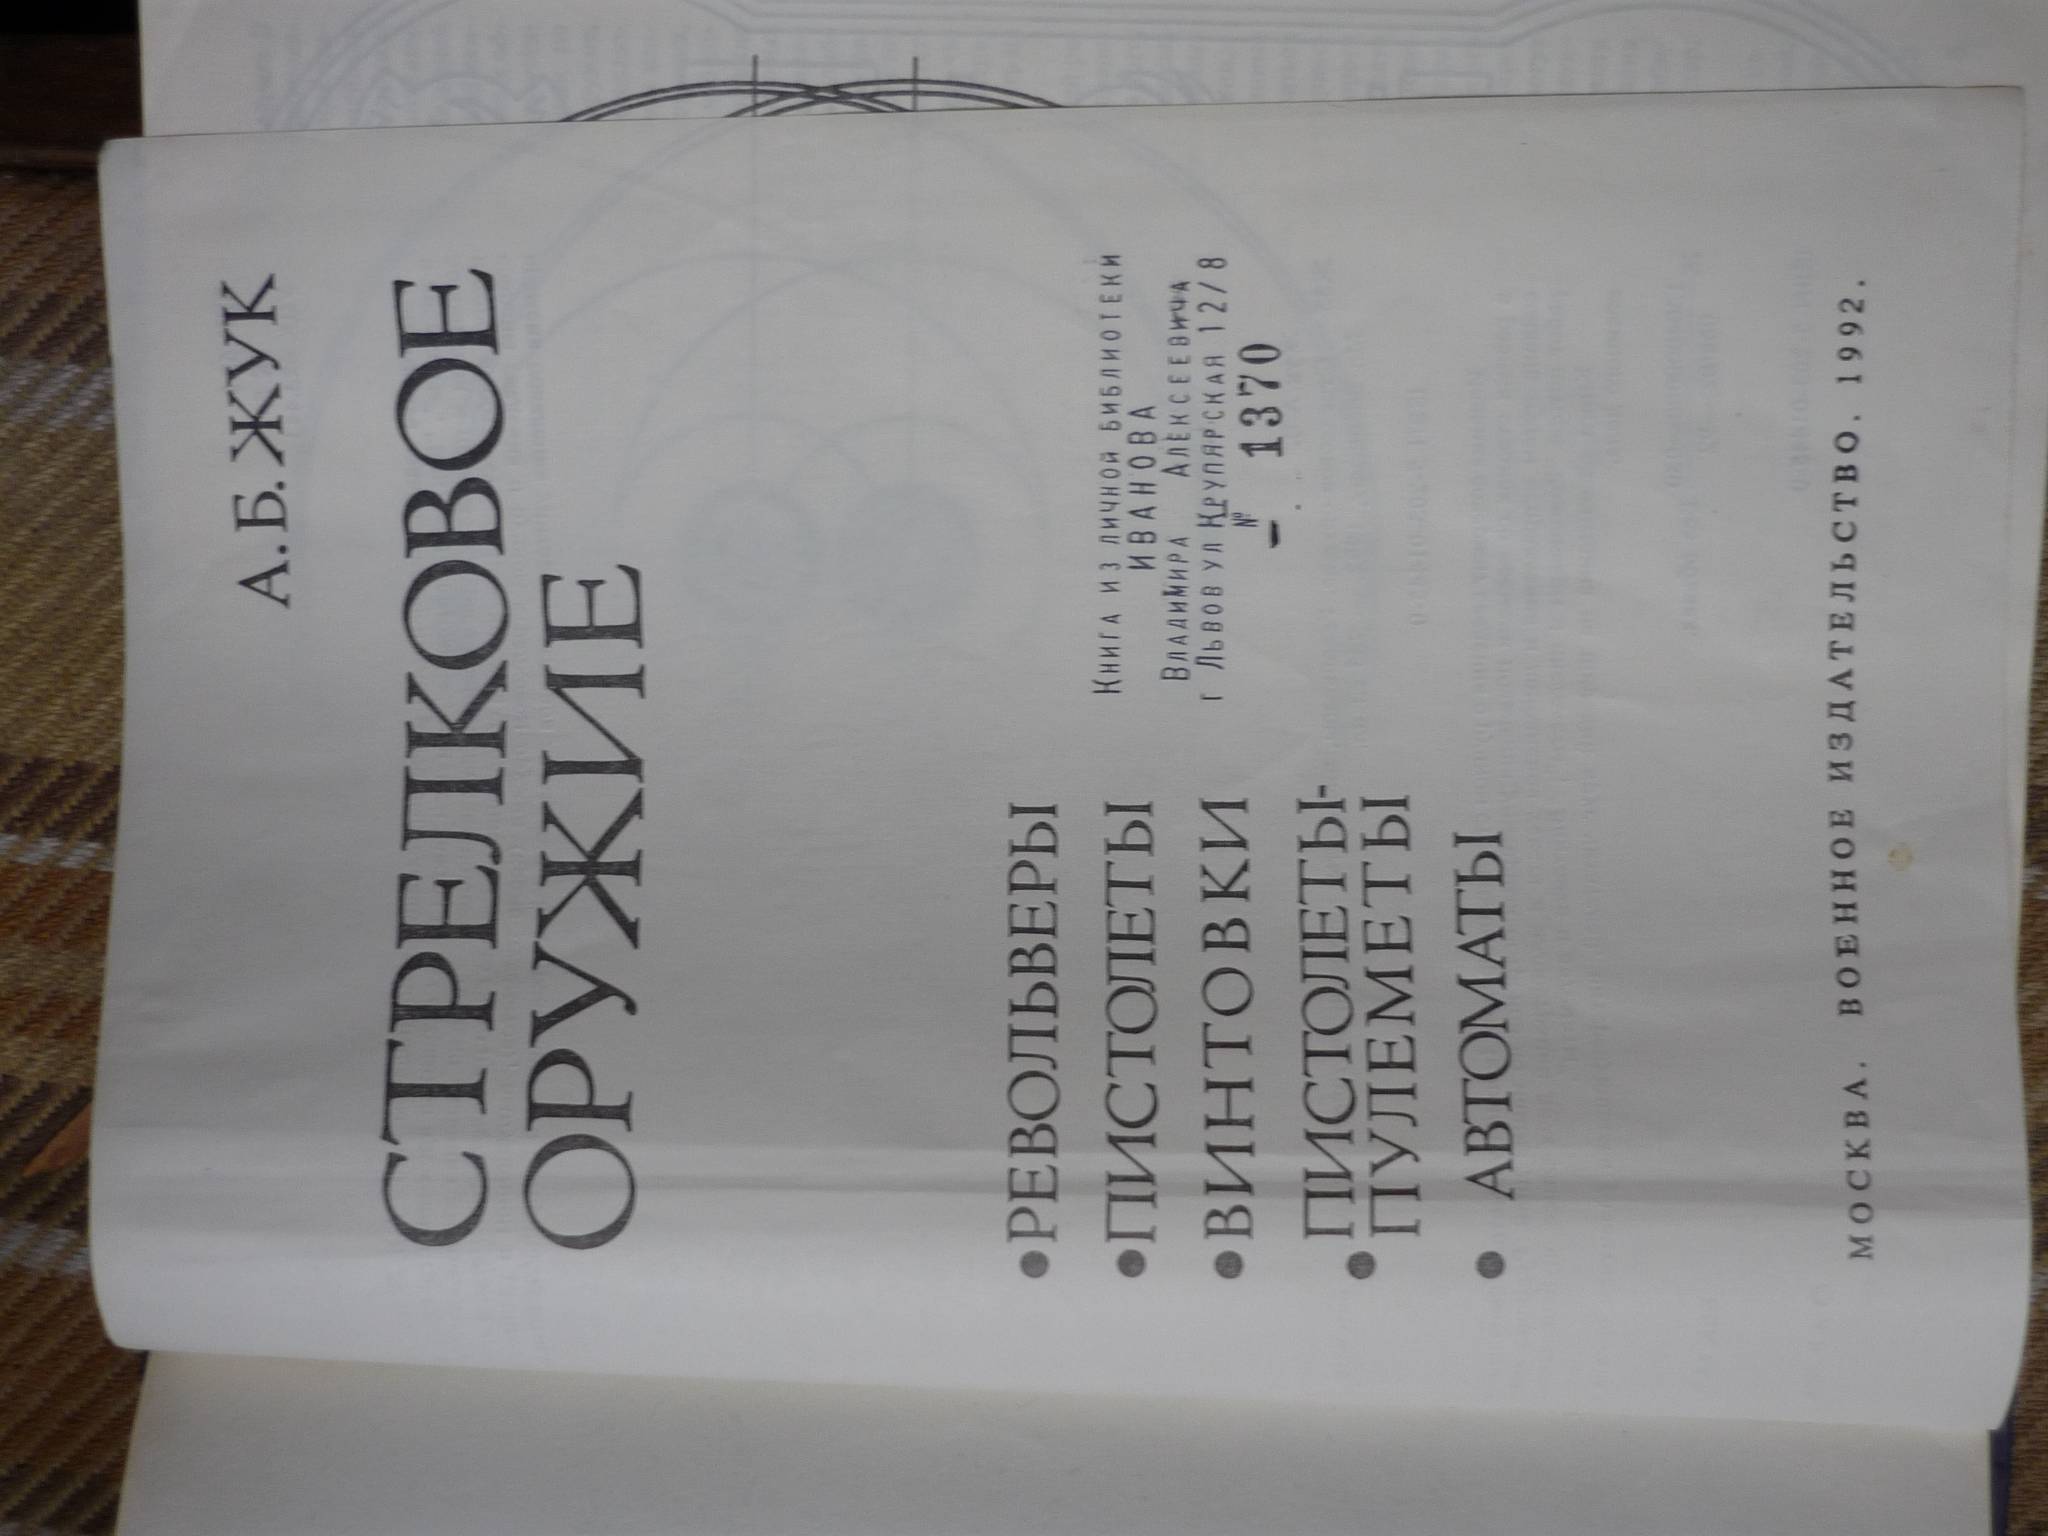 А.Б.ЖУК
СТРЕЛКОВОЕ
ОРУЖИЕ
•РЕВОЛЬВЕРЫ
•ПИСТОЛЕТЫ
•ВИНТОВКИ
•ПИСТОЛЕТЫ-
ПУЛЕМЕТЫ
• АВТОМАТЫ
Книга из личной библиотеки
ИВАНОВА
Владимира Алексеевича
г Львов ул Крупярская 12/8
№
- 1370
МОСКВА. ВОЕННОЕ ИЗДАТЕЛЬСТВО. 1992.